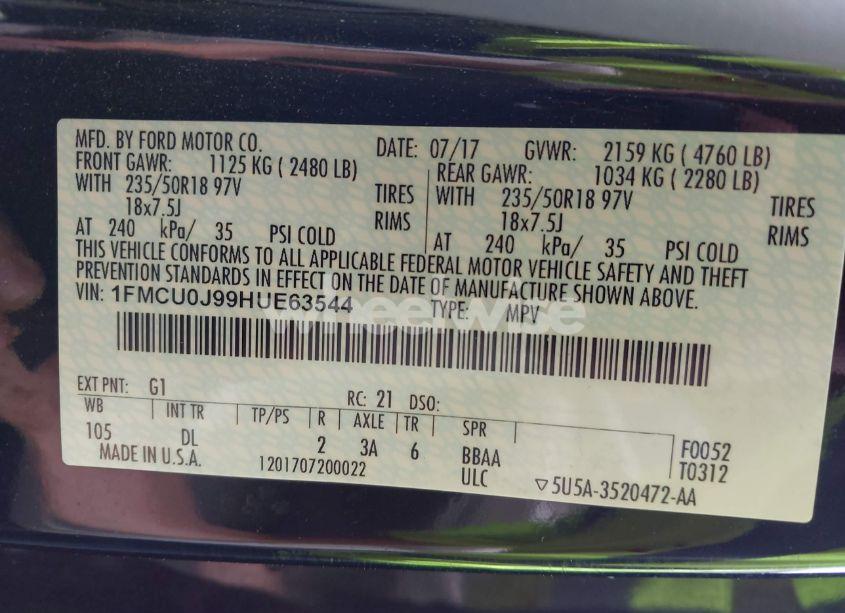 MFD. BY FORD MOTOR CO. DATE: 07/17 GVWR: 2159 KG ( 4760 LB)
FRONT GAWR: 1125 KG ( 2480 LB) REAR GAWR: 1034 KG ( 2280 LB)
WITH 235/50R18 97V TIRES WITH 235/50R18 97V TIRES
18x7.5J RIMS 18x7.5J RIMS
AT 240 kPa/ 35 PSI COLD AT 240 kPa/ 35 PSI COLD
THIS VEHICLE CONFORMS TO ALL APPLICABLE FEDERAL MOTOR VEHICLE SAFETY AND THEFT
PREVENTION STANDARDS IN EFFECT ON THE DATE OF MANUFACTURE SHOWN ABOVE.
VIN: 1FMCU0J99HUE63544 TYPE: MPV
wheelwise
EXT PNT: G1 RC: 21 DSO:
WB INT TR TP/PS R AXLE TR SPR
105 DL 2 3A 6 BBAA F0052
MADE IN U.S.A. 1201707200022 ULC T0312
▽5U5A-3520472-AA